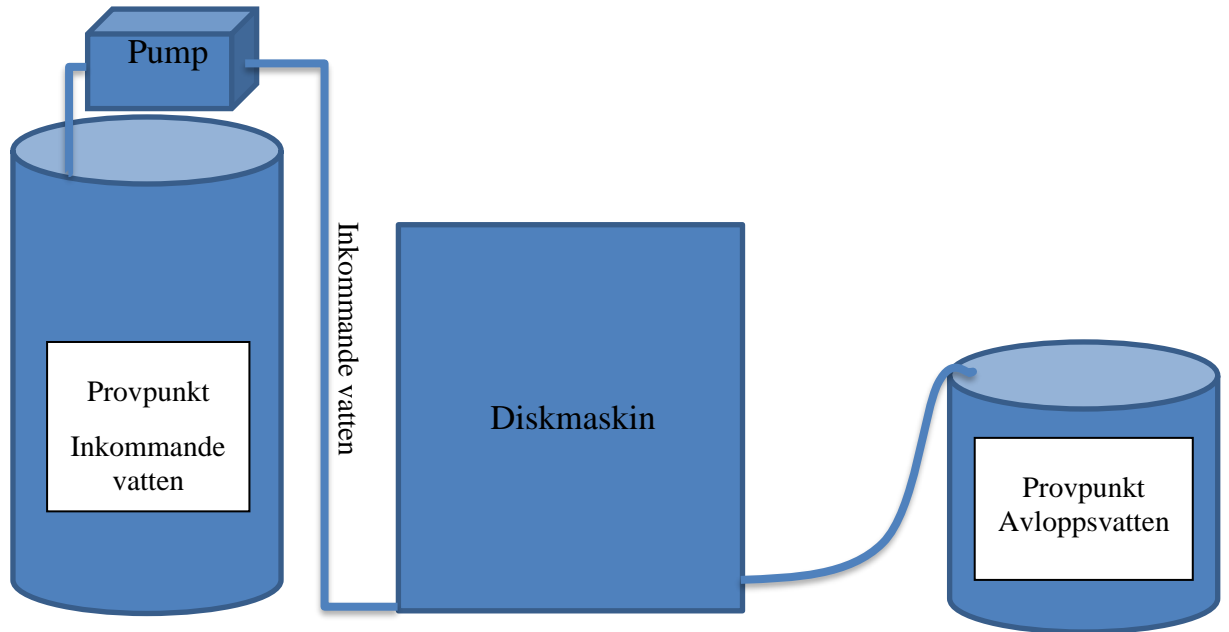 Pump
Provpunkt
Inkommande
vatten
Inkommande vatten
Diskmaskin
Provpunkt
Avloppsvatten